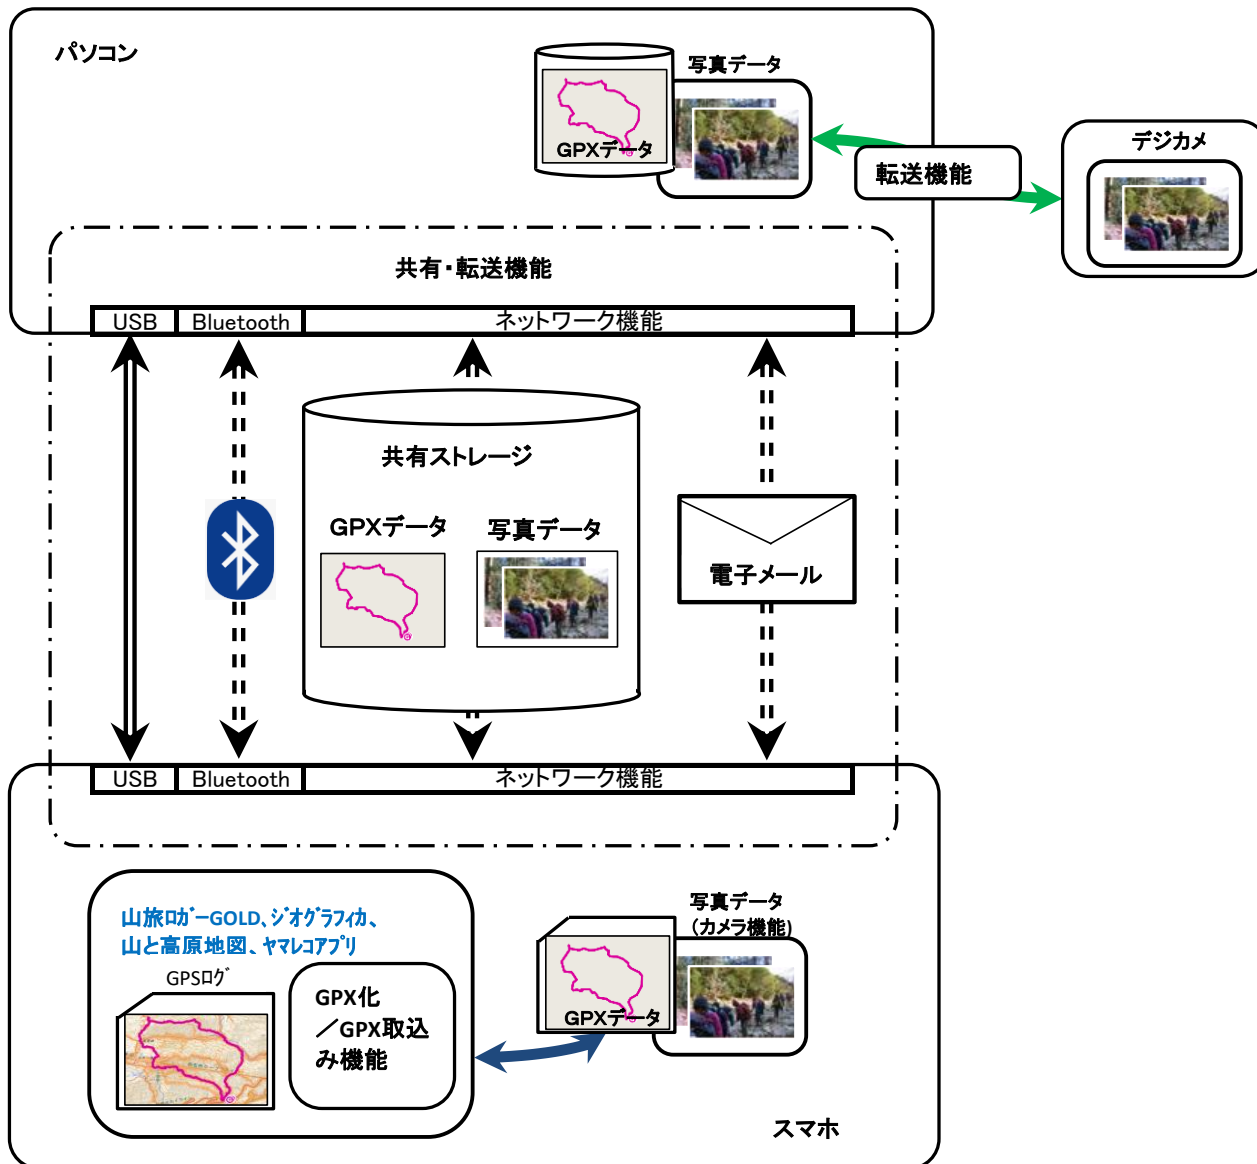 パソコン
写真データ
GPXデータ
デジカメ
転送機能
共有・転送機能
USB
Bluetooth
ネットワーク機能
共有ストレージ
GPXデータ
写真データ
電子メール
USB
Bluetooth
ネットワーク機能
山旅ﾛｶﾞｰGOLD、ｼﾞｵｸﾞﾗﾌｨｶ、
山と高原地図、ﾔﾏﾚｺｱﾌﾟﾘ
GPSﾛｸﾞ
GPX化
／GPX取込
み機能
写真データ
(カメラ機能)
GPXデータ
スマホ